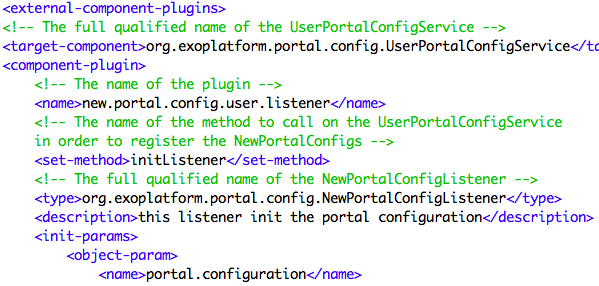 <external-component-plugins>
<!-- The full qualified name of the UserPortalConfigService -->
<target-component>org.exoplatform.portal.config.UserPortalConfigService</ta
<component-plugin>
<!-- The name of the plugin -->
<name>new.portal.config.user.listener</name>
<!-- The name of the method to call on the UserPortalConfigService
in order to register the NewPortalConfigs -->
<set-method>initListener</set-method>
<!-- The full qualified name of the NewPortalConfigListener -->
<type>org.exoplatform.portal.config.NewPortalConfigListener</type>
<description>this listener init the portal configuration</description>
<init-params>
<object-param>
<name>portal.configuration</name>